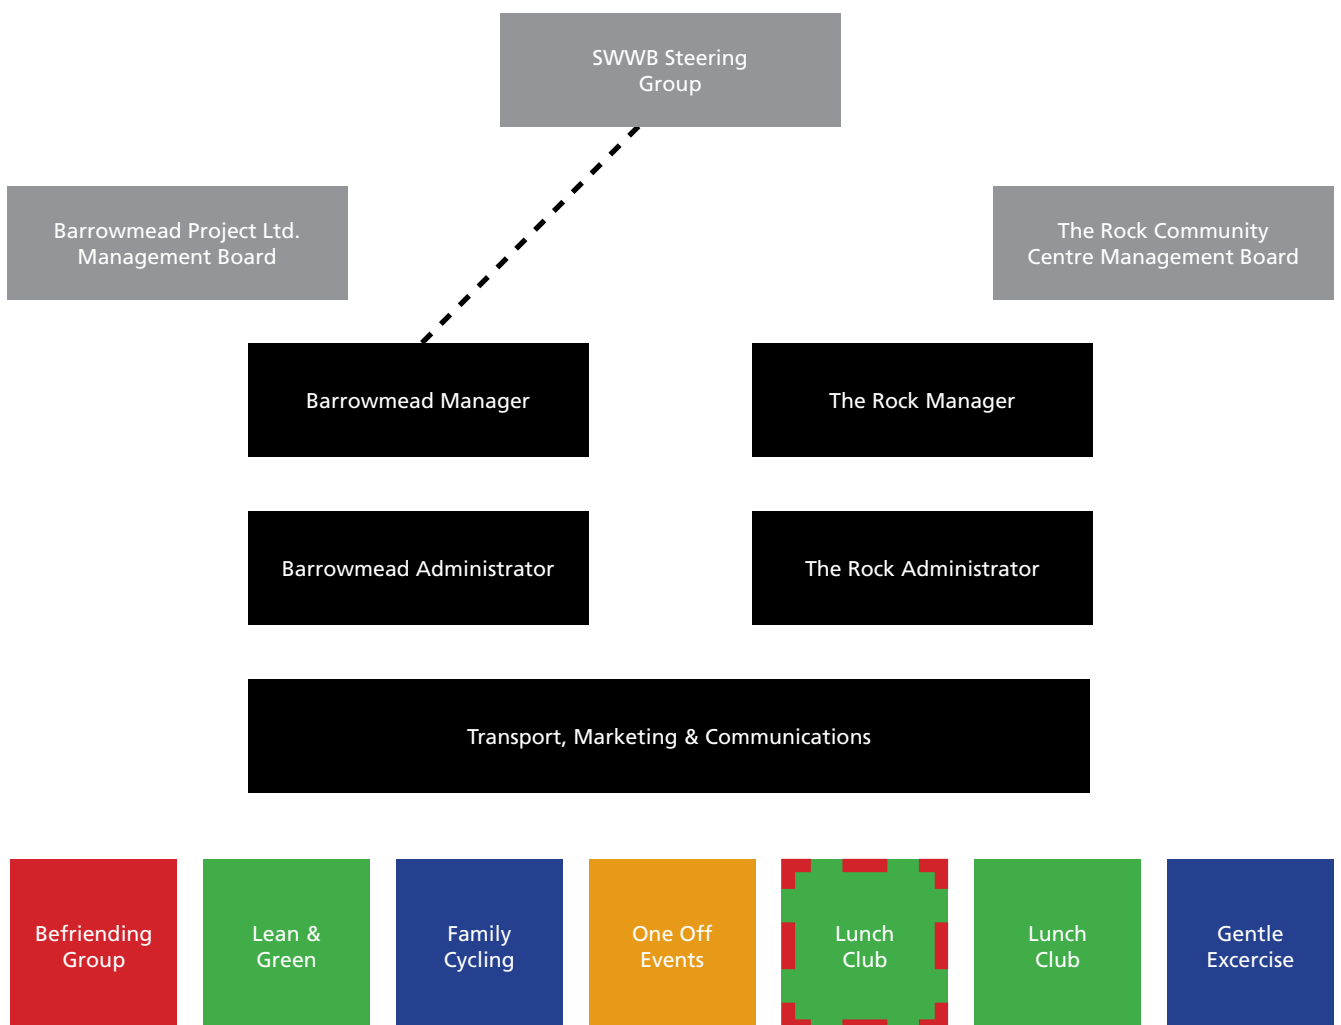 SWWB Steering
Group
Barrowmead Project Ltd.
Management Board
The Rock Community
Centre Management Board
Barrowmead Manager
The Rock Manager
Barrowmead Administrator
The Rock Administrator
Transport, Marketing & Communications
Befriending
Group
Lean &
Green
Family
Cycling
One Off
Events
Lunch
Club
Lunch
Club
Gentle
Excercise